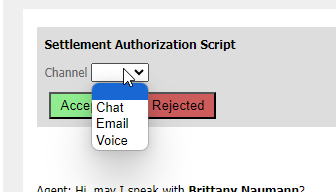 Settlement Authorization Script
Channel
Acce Rejected
Chat
Email
Voice
Agent: Hi, may I speak with Brittany Naumann?